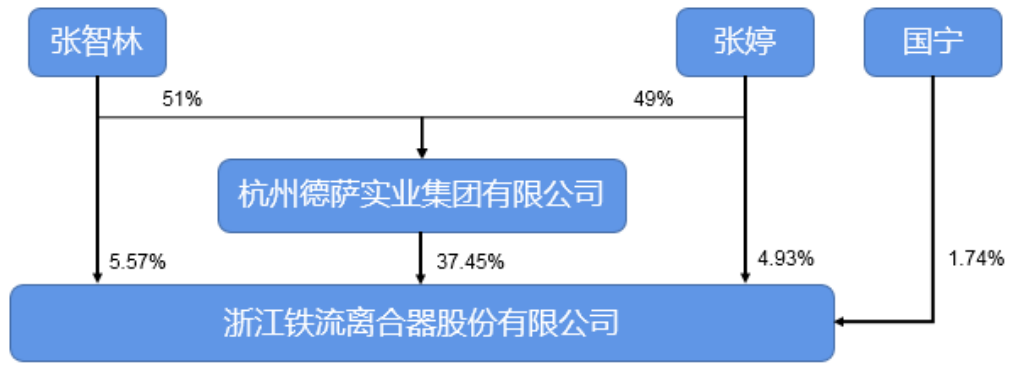 张智林
张婷
国宁
51%
49%
杭州德萨实业集团有限公司
5.57%
37.45%
4.93%
1.74%
浙江铁流离合器股份有限公司